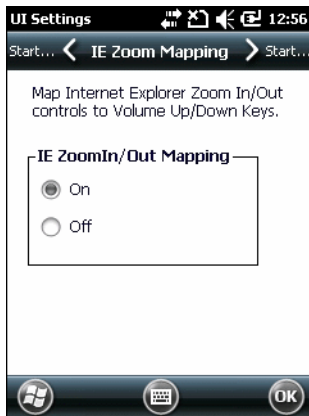 UI Settings 12:56
Start... IE Zoom Mapping Start...
Map Internet Explorer Zoom In/Out
controls to Volume Up/Down Keys.
IE ZoomIn/Out Mapping
On
Off
OK